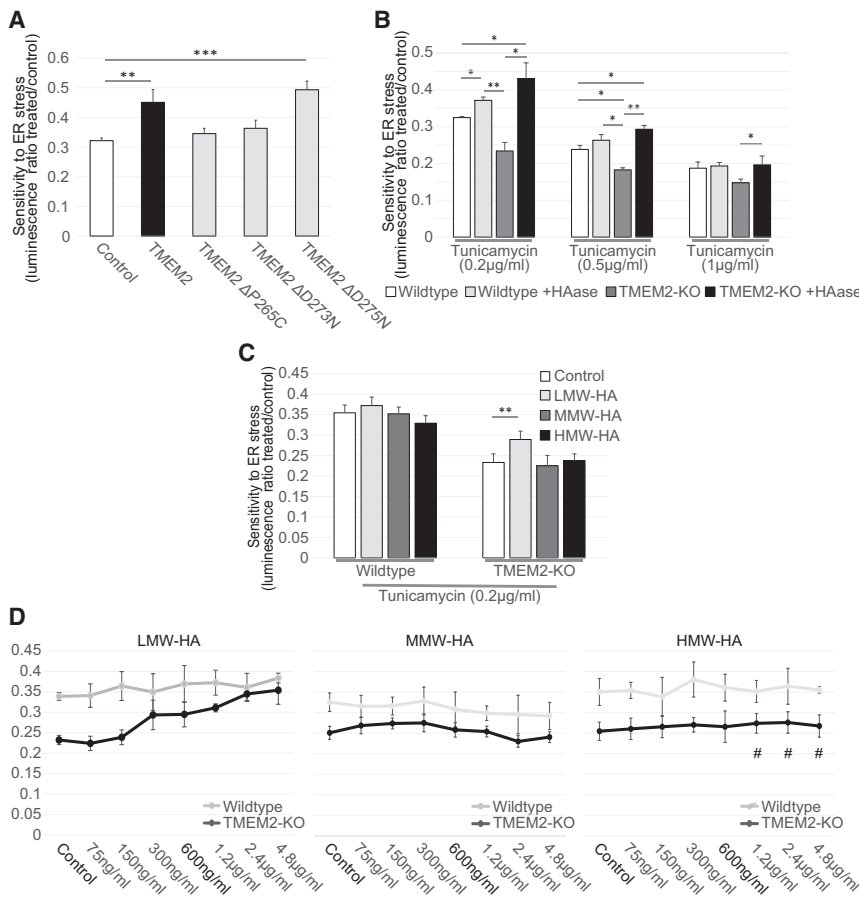 A
Sensitivity to ER stress
(luminescence ratio treated/control)
0.6
0.5
0.4
0.3
0.2
0.1
0
**
***
Control
TMEM2
TMEM2 ΔP265C
TMEM2 ΔD273N
TMEM2 ΔD275N
B
Sensitivity to ER stress
(luminescence ratio treated/control)
0.5
0.4
0.3
0.2
0.1
0
*
*
*
**
*
*
*
**
*
Tunicamycin
(0.2µg/ml)
Tunicamycin
(0.5µg/ml)
Tunicamycin
(1µg/ml)
Wildtype
Wildtype +HAase
TMEM2-KO
TMEM2-KO +HAase
C
Sensitivity to ER stress
(luminescence ratio treated/control)
0.45
0.4
0.35
0.3
0.25
0.2
0.15
0.1
0.05
0
**
Control
LMW-HA
MMW-HA
HMW-HA
Wildtype
TMEM2-KO
Tunicamycin (0.2µg/ml)
D
LMW-HA
0.45
0.4
0.35
0.3
0.25
0.2
0.15
0.1
0.05
0
Wildtype
TMEM2-KO
Control
75ng/ml
150ng/ml
300ng/ml
600ng/ml
1.2µg/ml
2.4µg/ml
4.8µg/ml
MMW-HA
Wildtype
TMEM2-KO
Control
75ng/ml
150ng/ml
300ng/ml
600ng/ml
1.2µg/ml
2.4µg/ml
4.8µg/ml
HMW-HA
# # #
Wildtype
TMEM2-KO
Control
75ng/ml
150ng/ml
300ng/ml
600ng/ml
1.2µg/ml
2.4µg/ml
4.8µg/ml